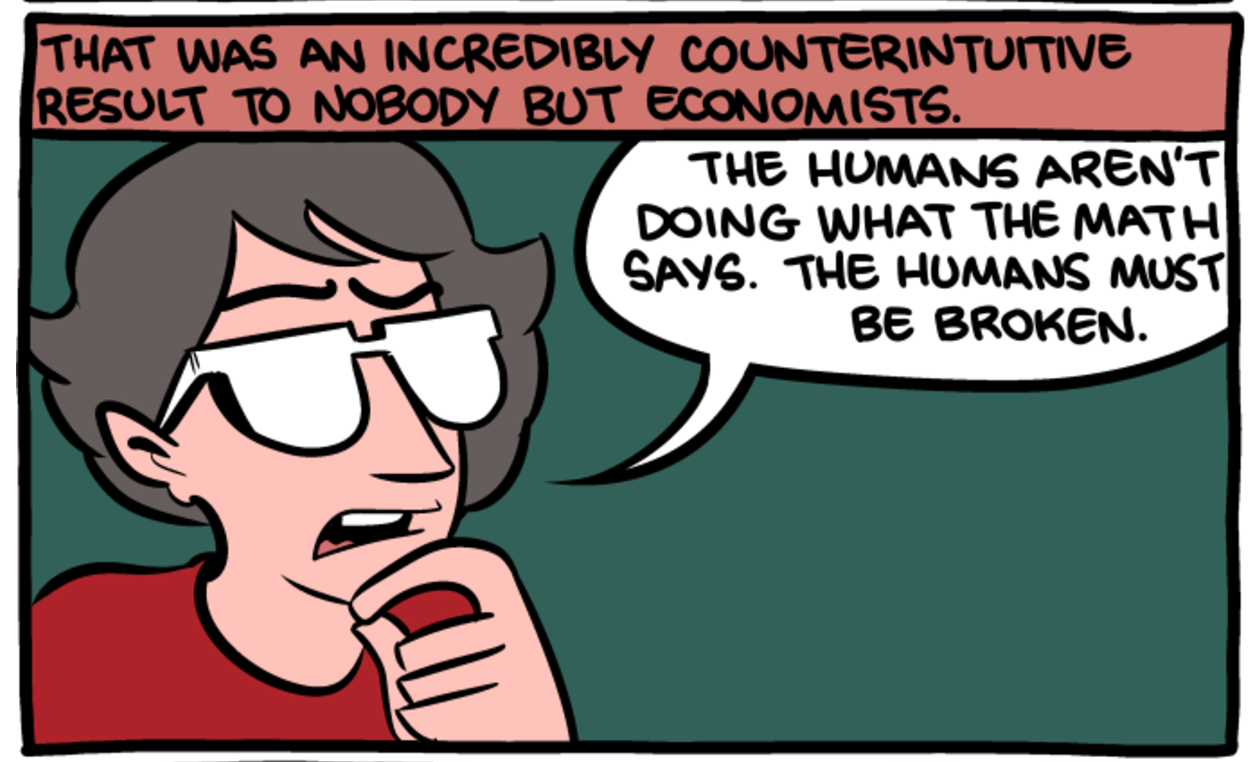 THAT WAS AN INCREDIBLY COUNTERINTUITIVE
RESULT TO NOBODY BUT ECONOMISTS.
THE HUMANS AREN'T
DOING WHAT THE MATH
SAYS. THE HUMANS MUST
BE BROKEN.